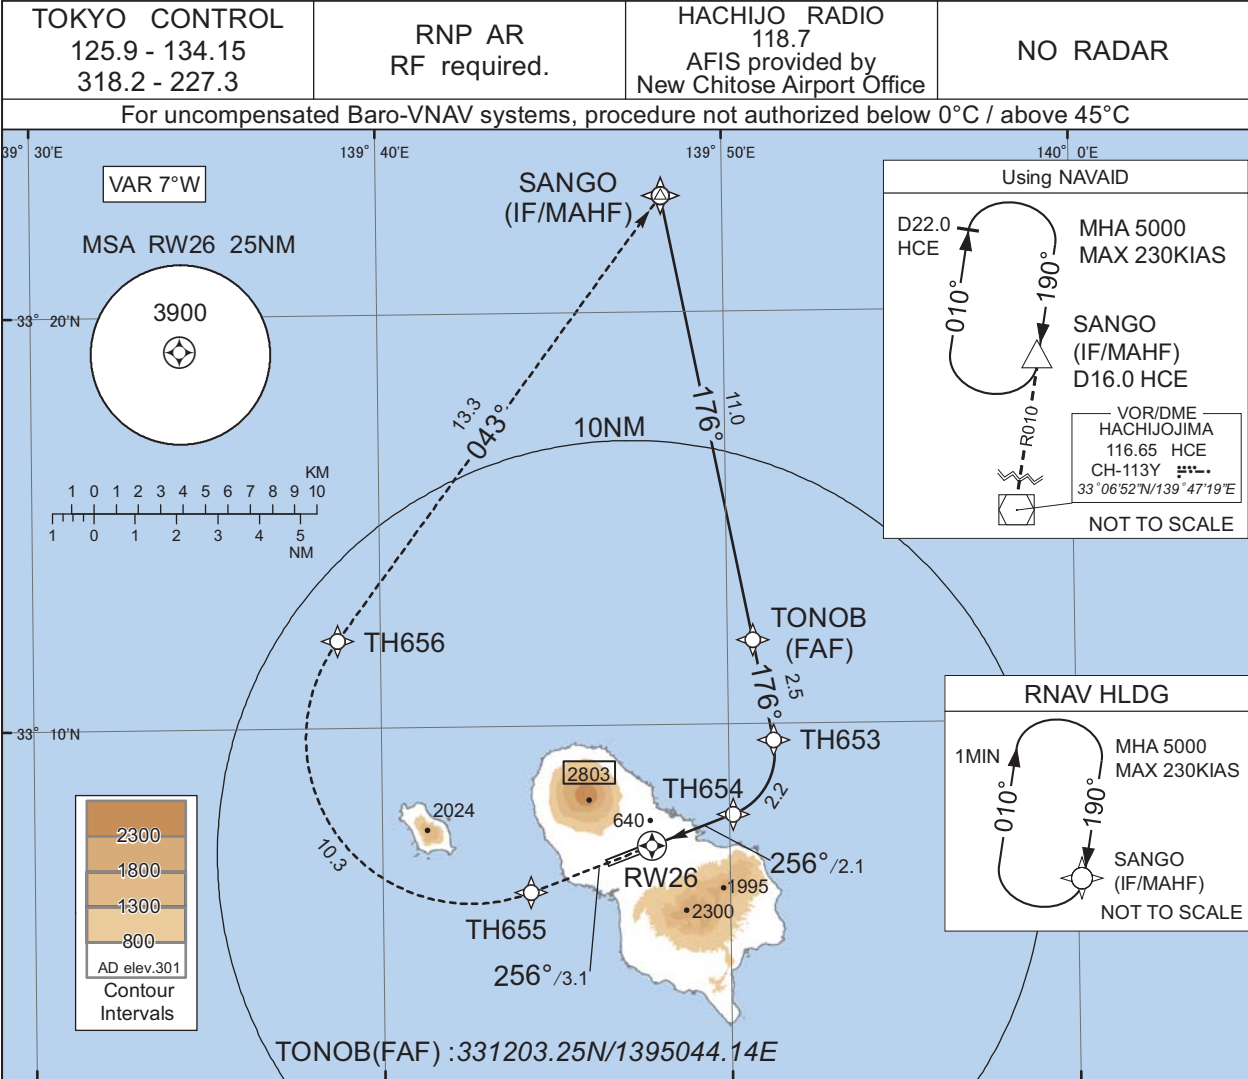 TOKYO CONTROL
125.9 - 134.15
318.2 - 227.3
RNP AR
RF required.
HACHIJO RADIO
118.7
AFIS provided by
New Chitose Airport Office
NO RADAR
For uncompensated Baro-VNAV systems, procedure not authorized below 0°C / above 45°C
39° 30'E
139° 40'E
139° 50'E
140° 0'E
VAR 7°W
MSA RW26 25NM
3900
33° 20'N
KM
1 0 1 2 3 4 5 6 7 8 9 10
1 0 1 2 3 4 5
NM
SANGO
(IF/MAHF)
13.3
043°
176°
11.0
10NM
Using NAVAID
D22.0
HCE
MHA 5000
MAX 230KIAS
010°
190°
SANGO
(IF/MAHF)
D16.0 HCE
R010
VOR/DME
HACHIJOJIMA
116.65 HCE
CH-113Y
33°06'52"N/139°47'19"E
NOT TO SCALE
TH656
TONOB
(FAF)
176°
2.5
33° 10'N
TH653
TH654
2.2
2803
640
2024
10.3
256°/2.1
RW26
1995
2300
TH655
256°/3.1
RNAV HLDG
1MIN
MHA 5000
MAX 230KIAS
010°
190°
SANGO
(IF/MAHF)
NOT TO SCALE
2300
1800
1300
800
AD elev.301
Contour
Intervals
TONOB(FAF) :331203.25N/1395044.14E